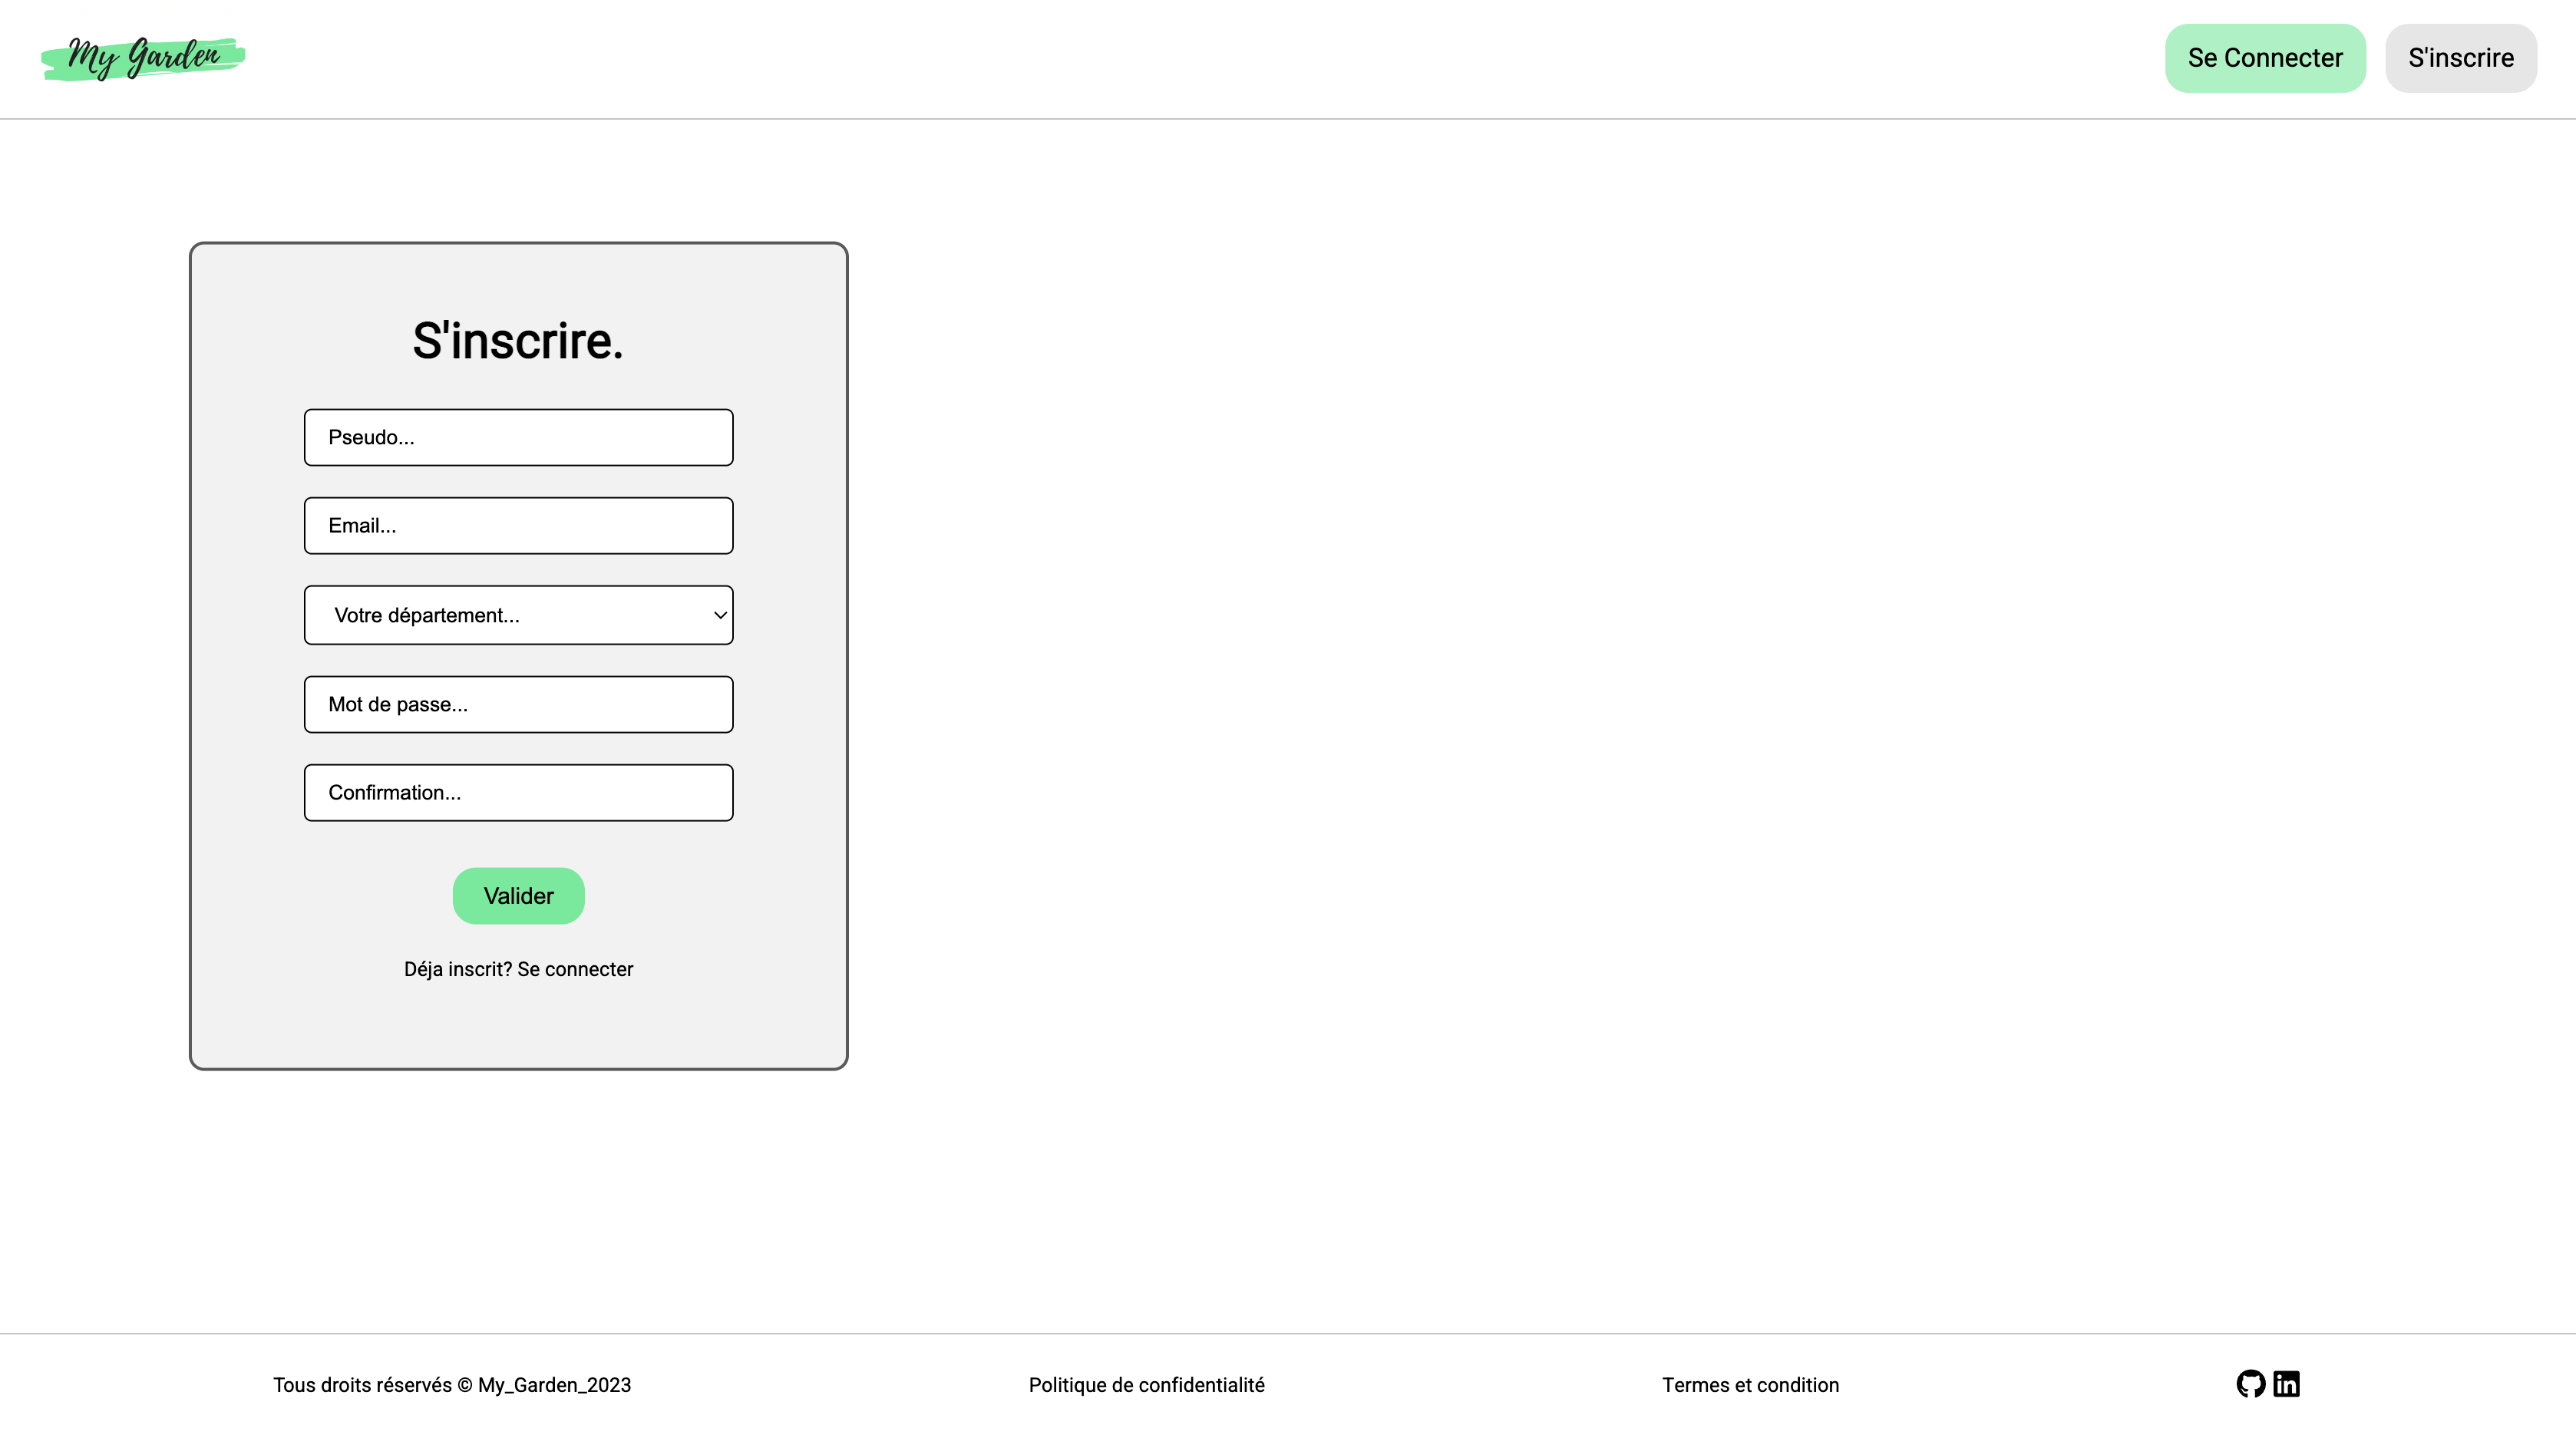 My Garden
Se Connecter
S'inscrire
S'inscrire.
Pseudo...
Email...
Votre département...
Mot de passe...
Confirmation...
Valider
Déja inscrit? Se connecter
Tous droits réservés © My_Garden_2023
Politique de confidentialité
Termes et condition
in